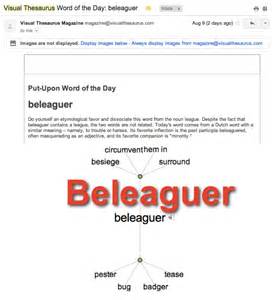 Visual Thesaurus Word of the Day: beleaguer
Inbox x
Visual Thesaurus Magazine magazine@visualthesaurus.com
Aug 9 (2 days ago)
to me
Images are not displayed. Display images below - Always display images from magazine@visualthesaurus.com
Put-Upon Word of the Day
beleaguer
Do yourself an etymological favor and dissociate this word from the noun league. Despite the fact that
beleaguer contains a league, the two words are not related. Today's word comes from a Dutch word with a
similar meaning -- namely, to trouble or harass. Its favorite inflection is the past participle beleaguered,
often masquerading as an adjective, and its favorite companion is "minority."
circumvent
hem in
besiege
surround
Beleaguer
beleaguer
pester
tease
bug
badger